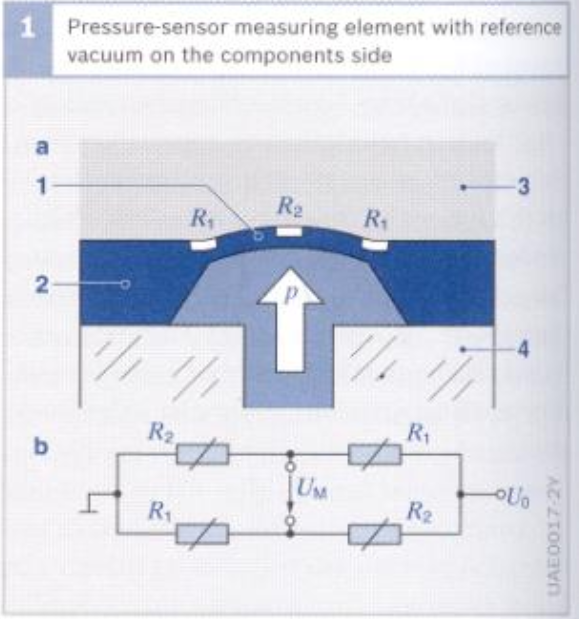 1 Pressure-sensor measuring element with reference
vacuum on the components side
a
1
3
R1 R2 R1
2
p
4
b
R2 R1
UM
U0
R1 R2
UAE0017-2Y